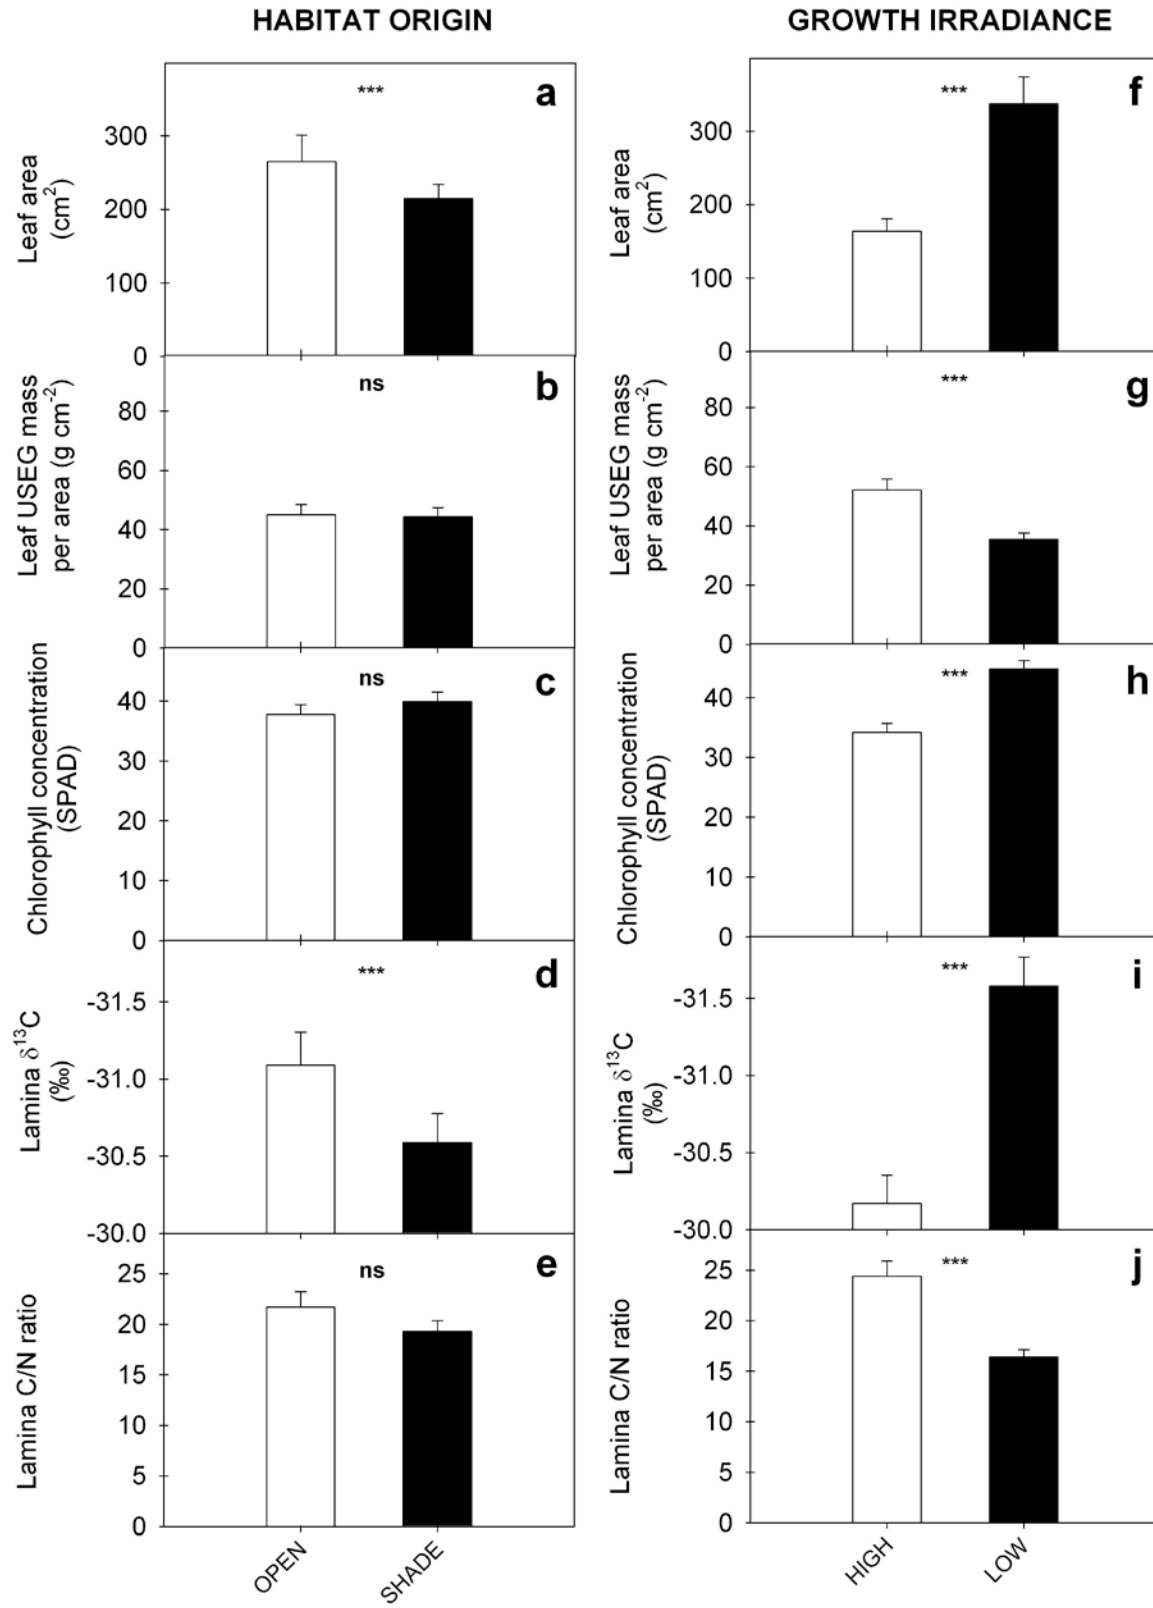 HABITAT ORIGIN
GROWTH IRRADIANCE
***
a
Leaf area
(cm²)
300
200
100
0
***
f
Leaf area
(cm²)
300
200
100
0
ns
b
Leaf USEG mass
per area (g cm⁻²)
80
60
40
20
0
***
g
Leaf USEG mass
per area (g cm⁻²)
80
60
40
20
0
ns
c
Chlorophyll concentration
(SPAD)
40
30
20
10
0
***
h
Chlorophyll concentration
(SPAD)
40
30
20
10
0
***
d
Lamina δ¹³C
(‰)
-31.5
-31.0
-30.5
-30.0
***
i
Lamina δ¹³C
(‰)
-31.5
-31.0
-30.5
-30.0
ns
e
Lamina C/N ratio
25
20
15
10
5
0
OPEN
SHADE
***
j
Lamina C/N ratio
25
20
15
10
5
0
HIGH
LOW